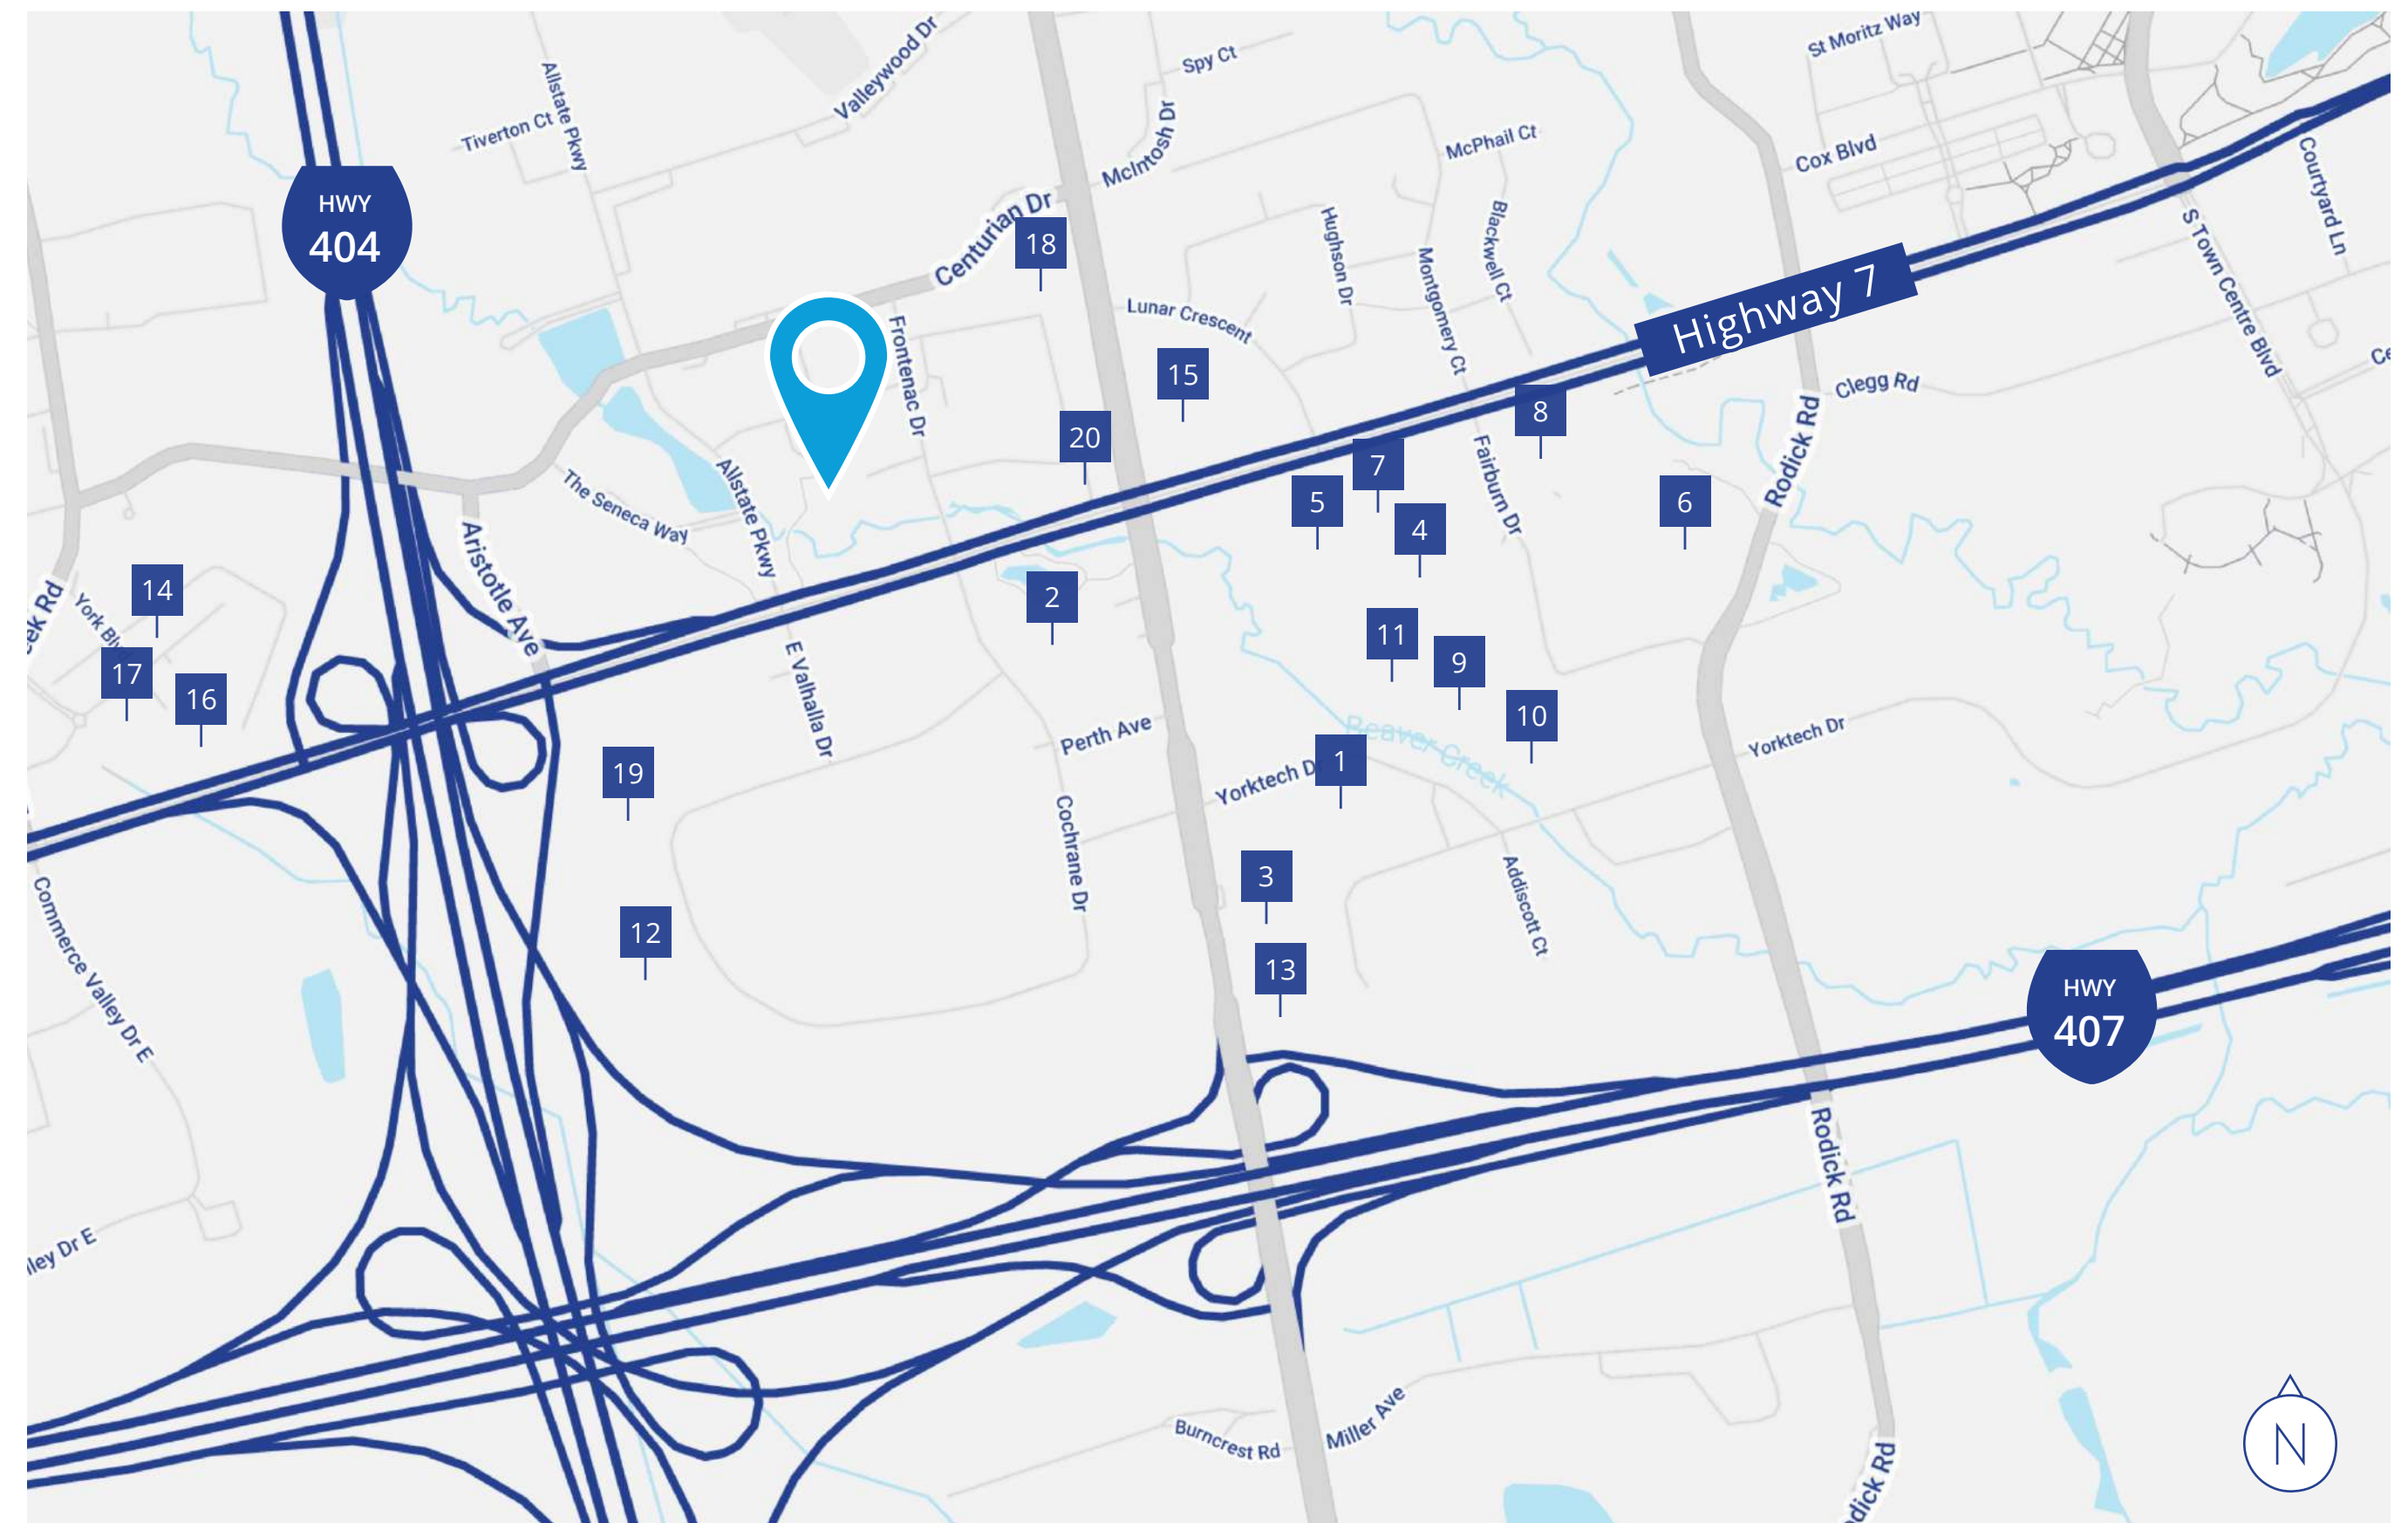 St Moritz Way
Valleywood Dr
Spy Ct
Allstate Pkwy
Tiverton Ct
McIntosh Dr
McPhail Ct
Cox Blvd
Courtyard Ln
HWY
404
Centurian Dr
18
Hughson Dr
Blackwell Ct
Montgomery Ct
S Town Centre Blvd
Highway 7
Lunar Crescent
Frontenac Dr
15
Clegg Rd
8
20
7
Rodick Rd
The Seneca Way
Allstate Pkwy
5
4
Fairburn Dr
6
Aristotle Ave
14
York
2
17
16
E Valhalla Dr
11
9
10
Perth Ave
Beaver Creek
Yorktech Dr
1
Yorktech Dr
19
Cochrane Dr
3
Addiscott Ct
Commerce Valley Dr E
12
13
HWY
407
Rodick Rd
Dr E
Burncrest Rd
Miller Ave
Rd
N